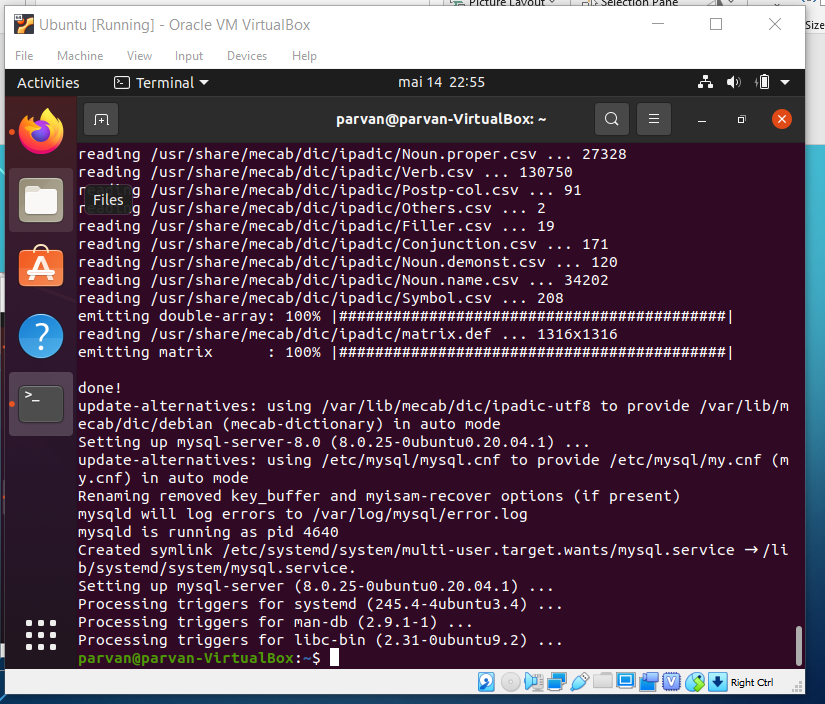 Picture Layout
Selection Pane
Size
Ubuntu [Running] - Oracle VM VirtualBox
File Machine View Input Devices Help
Activities Terminal mai 14 22:55
parvan@parvan-VirtualBox: ~
reading /usr/share/mecab/dic/ipadic/Noun.proper.csv ... 27328
reading /usr/share/mecab/dic/ipadic/Verb.csv ... 130750
reading /usr/share/mecab/dic/ipadic/Postp-col.csv ... 91
Files
reading /usr/share/mecab/dic/ipadic/Others.csv ... 2
reading /usr/share/mecab/dic/ipadic/Filler.csv ... 19
reading /usr/share/mecab/dic/ipadic/Conjunction.csv ... 171
reading /usr/share/mecab/dic/ipadic/Noun.demonst.csv ... 120
reading /usr/share/mecab/dic/ipadic/Noun.name.csv ... 34202
reading /usr/share/mecab/dic/ipadic/Symbol.csv ... 208
emitting double-array: 100% |###########################################|
reading /usr/share/mecab/dic/ipadic/matrix.def ... 1316x1316
emitting matrix      : 100% |###########################################|
done!
update-alternatives: using /var/lib/mecab/dic/ipadic-utf8 to provide /var/lib/m
ecab/dic/debian (mecab-dictionary) in auto mode
Setting up mysql-server-8.0 (8.0.25-0ubuntu0.20.04.1) ...
update-alternatives: using /etc/mysql/mysql.cnf to provide /etc/mysql/my.cnf (m
y.cnf) in auto mode
Renaming removed key_buffer and myisam-recover options (if present)
mysqld will log errors to /var/log/mysql/error.log
mysqld is running as pid 4640
Created symlink /etc/systemd/system/multi-user.target.wants/mysql.service → /li
b/systemd/system/mysql.service.
Setting up mysql-server (8.0.25-0ubuntu0.20.04.1) ...
Processing triggers for systemd (245.4-4ubuntu3.4) ...
Processing triggers for man-db (2.9.1-1) ...
Processing triggers for libc-bin (2.31-0ubuntu9.2) ...
parvan@parvan-VirtualBox:~$
Right Ctrl